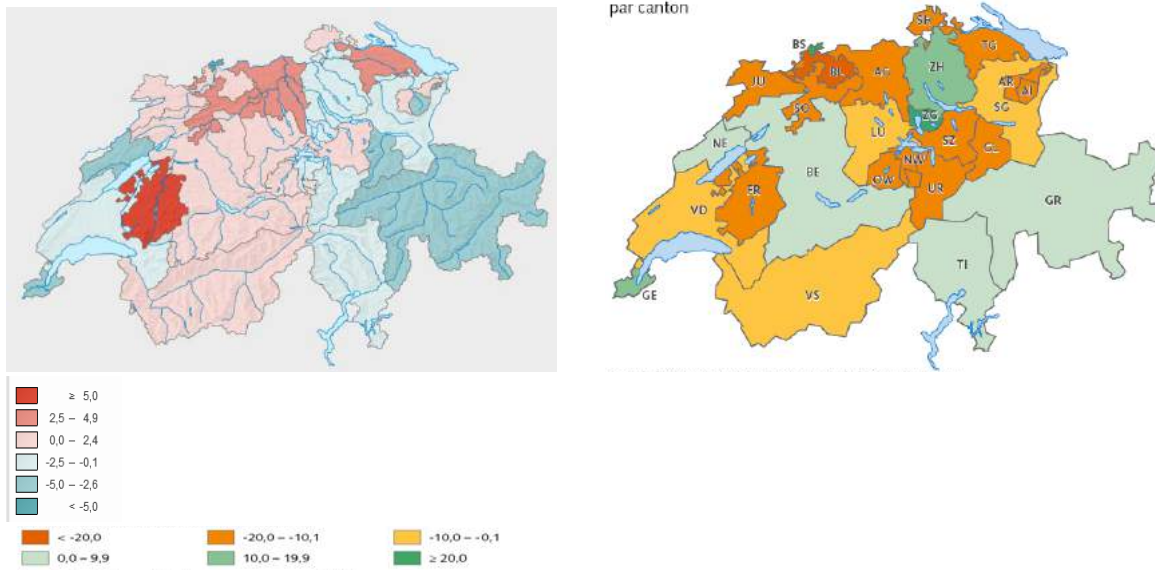 par canton
SH
BS
TG
BL
AG
ZH
JU
AR
AI
SO
SG
ZG
LU
SZ
NE
GL
NW
BE
OW
FR
UR
VD
GR
TI
GE
VS
≥ 5,0
2,5 – 4,9
0,0 – 2,4
-2,5 – -0,1
-5,0 – -2,6
< -5,0
< -20,0
-20,0 – -10,1
-10,0 – -0,1
0,0 – 9,9
10,0 – 19,9
≥ 20,0